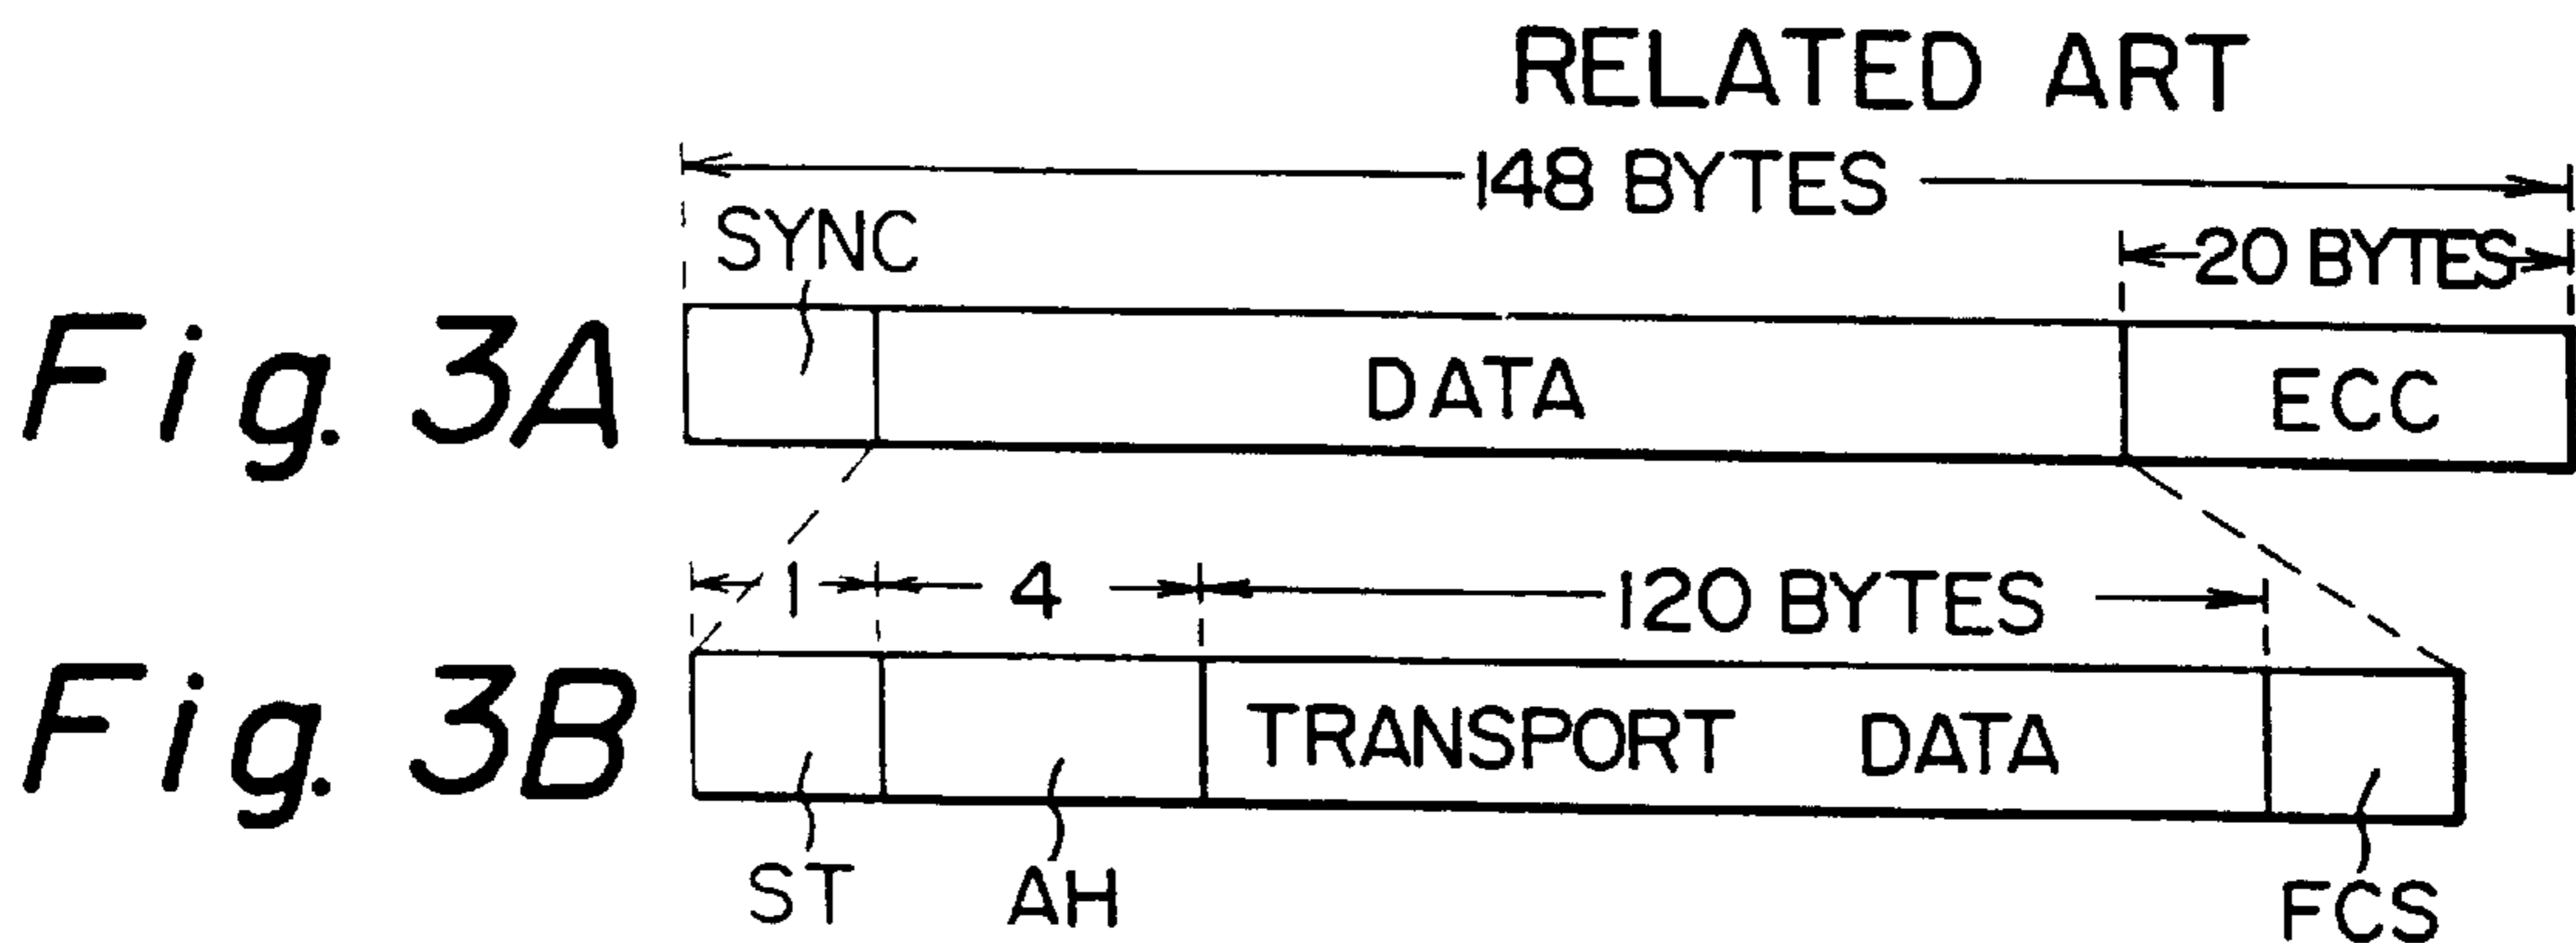 RELATED ART
148 BYTES
SYNC
20 BYTES
Fig. 3A
DATA
ECC
1
4
120 BYTES
Fig. 3B
TRANSPORT DATA
ST
AH
FCS